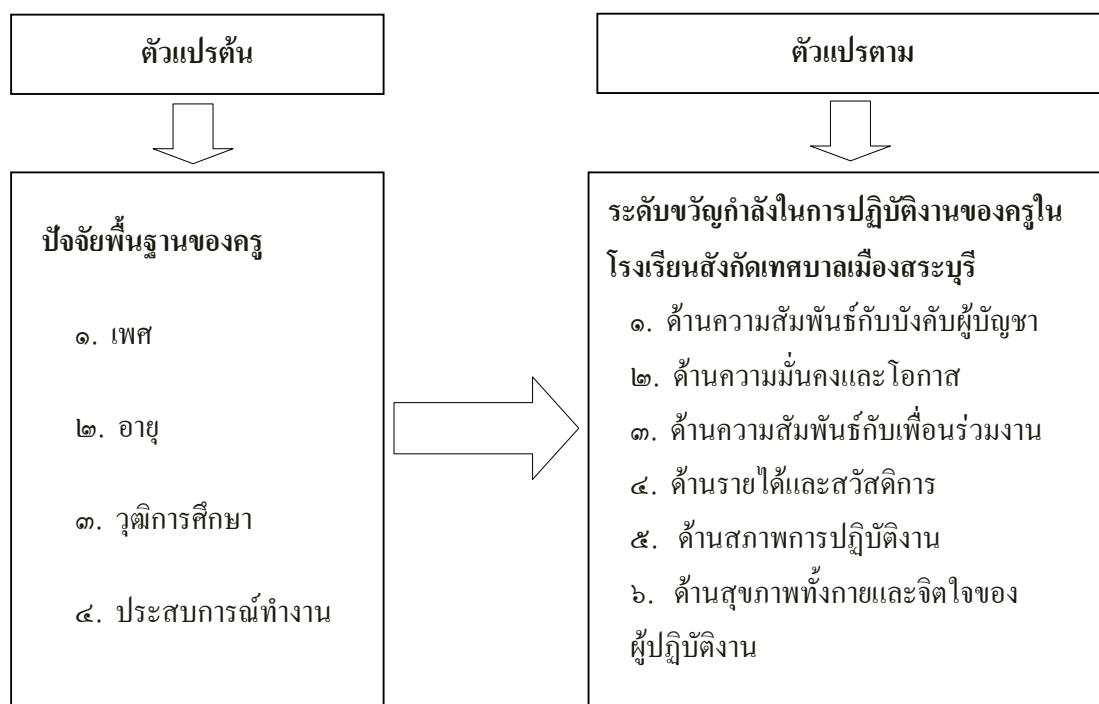 ตัวแปรต้น
ตัวแปรตาม
ปัจจัยพื้นฐานของครู
๑. เพศ
๒. อายุ
๓. วุฒิการศึกษา
๔. ประสบการณ์ทำงาน
ระดับขวัญกำลังในการปฏิบัติงานของครูใน
โรงเรียนสังกัดเทศบาลเมืองสระบุรี
๑. ด้านความสัมพันธ์กับบังคับผู้บัญชา
๒. ด้านความมั่นคงและโอกาส
๓. ด้านความสัมพันธ์กับเพื่อนร่วมงาน
๔. ด้านรายได้และสวัสดิการ
๕. ด้านสภาพการปฏิบัติงาน
๖. ด้านสุขภาพทั้งกายและจิตใจของ
ผู้ปฏิบัติงาน